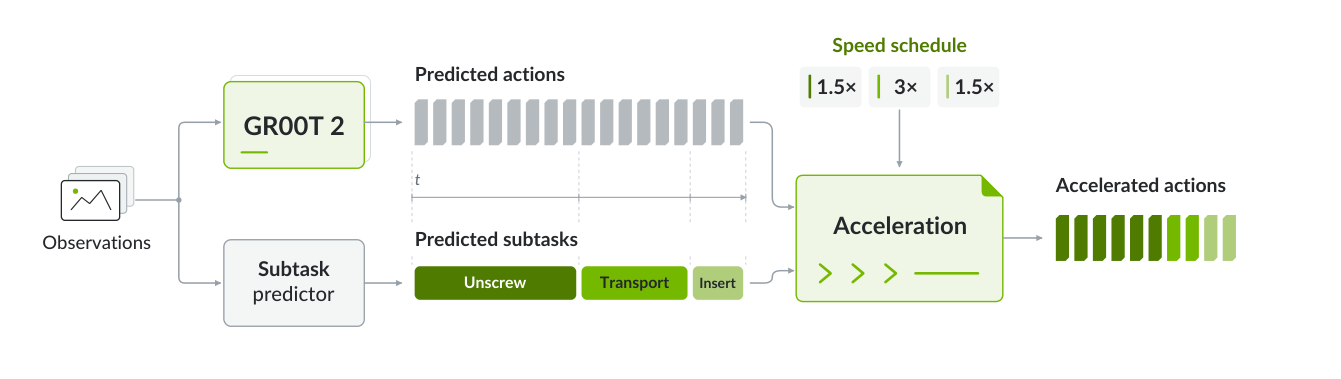 Speed schedule
1.5×
3×
1.5×
Predicted actions
GR00T 2
t
Observations
Predicted subtasks
Unscrew
Transport
Insert
Subtask
predictor
Acceleration
Accelerated actions